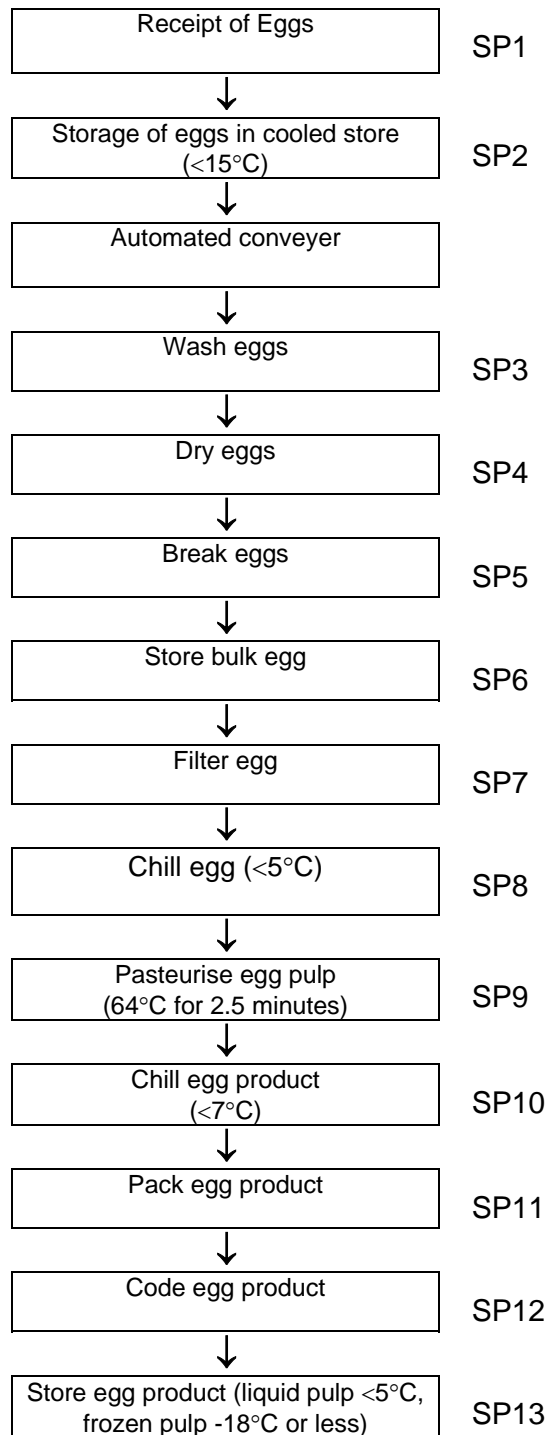 Receipt of Eggs
SP1
Storage of eggs in cooled store
(<15°C)
SP2
Automated conveyer
Wash eggs
SP3
Dry eggs
SP4
Break eggs
SP5
Store bulk egg
SP6
Filter egg
SP7
Chill egg (<5°C)
SP8
Pasteurise egg pulp
(64°C for 2.5 minutes)
SP9
Chill egg product
(<7°C)
SP10
Pack egg product
SP11
Code egg product
SP12
Store egg product (liquid pulp <5°C,
frozen pulp -18°C or less)
SP13